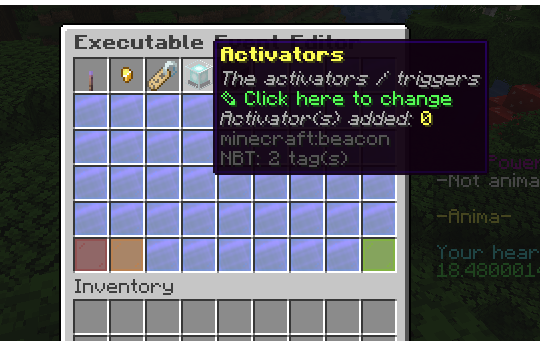 Executable
Activators
The activators / triggers
✎ Click here to change
Activator(s) added: 0
minecraft:beacon
NBT: 2 tag(s)
-Not anima
-Anima-
Your hear
18.4800014
Inventory